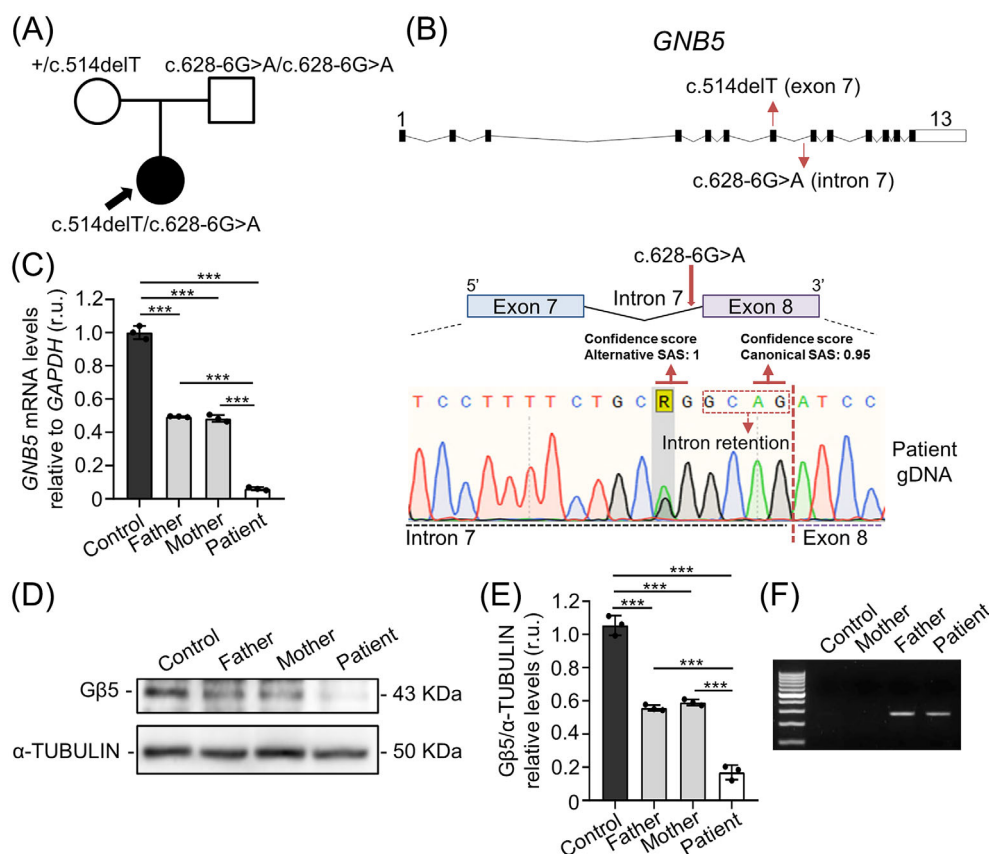 (A)
+/c.514delT
c.628-6G>A/c.628-6G>A
c.514delT/c.628-6G>A
(B)
GNB5
c.514delT (exon 7)
1
13
c.628-6G>A (intron 7)
c.628-6G>A
5'
3'
Exon 7
Intron 7
Exon 8
Confidence score
Alternative SAS: 1
Confidence score
Canonical SAS: 0.95
T C C T T T T C T G C R G G C A G A T C C
Intron retention
Patient
gDNA
Intron 7
Exon 8
(C)
GNB5 mRNA levels
relative to GAPDH (r.u.)
1.2
1.0
0.8
0.6
0.4
0.2
0
***
***
***
***
***
Control
Father
Mother
Patient
(D)
Control
Father
Mother
Patient
Gβ5 -
- 43 KDa
α-TUBULIN -
- 50 KDa
(E)
Gβ5/α-TUBULIN
relative levels (r.u.)
1.2
1.0
0.8
0.6
0.4
0.2
0
***
***
***
***
***
Control
Father
Mother
Patient
(F)
Control
Mother
Father
Patient